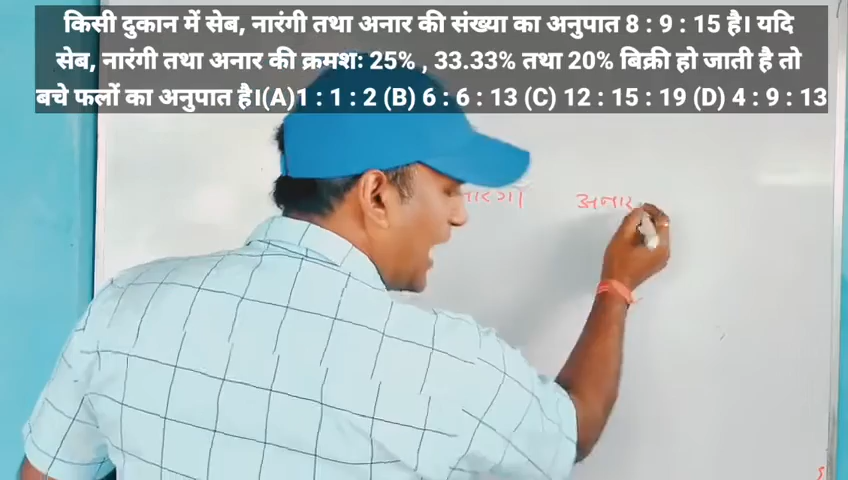 किसी दुकान में सेब, नारंगी तथा अनार की संख्या का अनुपात 8 : 9 : 15 है। यदि
सेब, नारंगी तथा अनार की क्रमशः 25% , 33.33% तथा 20% बिक्री हो जाती है तो
बचे फलों का अनुपात है।(A)1 : 1 : 2 (B) 6 : 6 : 13 (C) 12 : 15 : 19 (D) 4 : 9 : 13
अनार